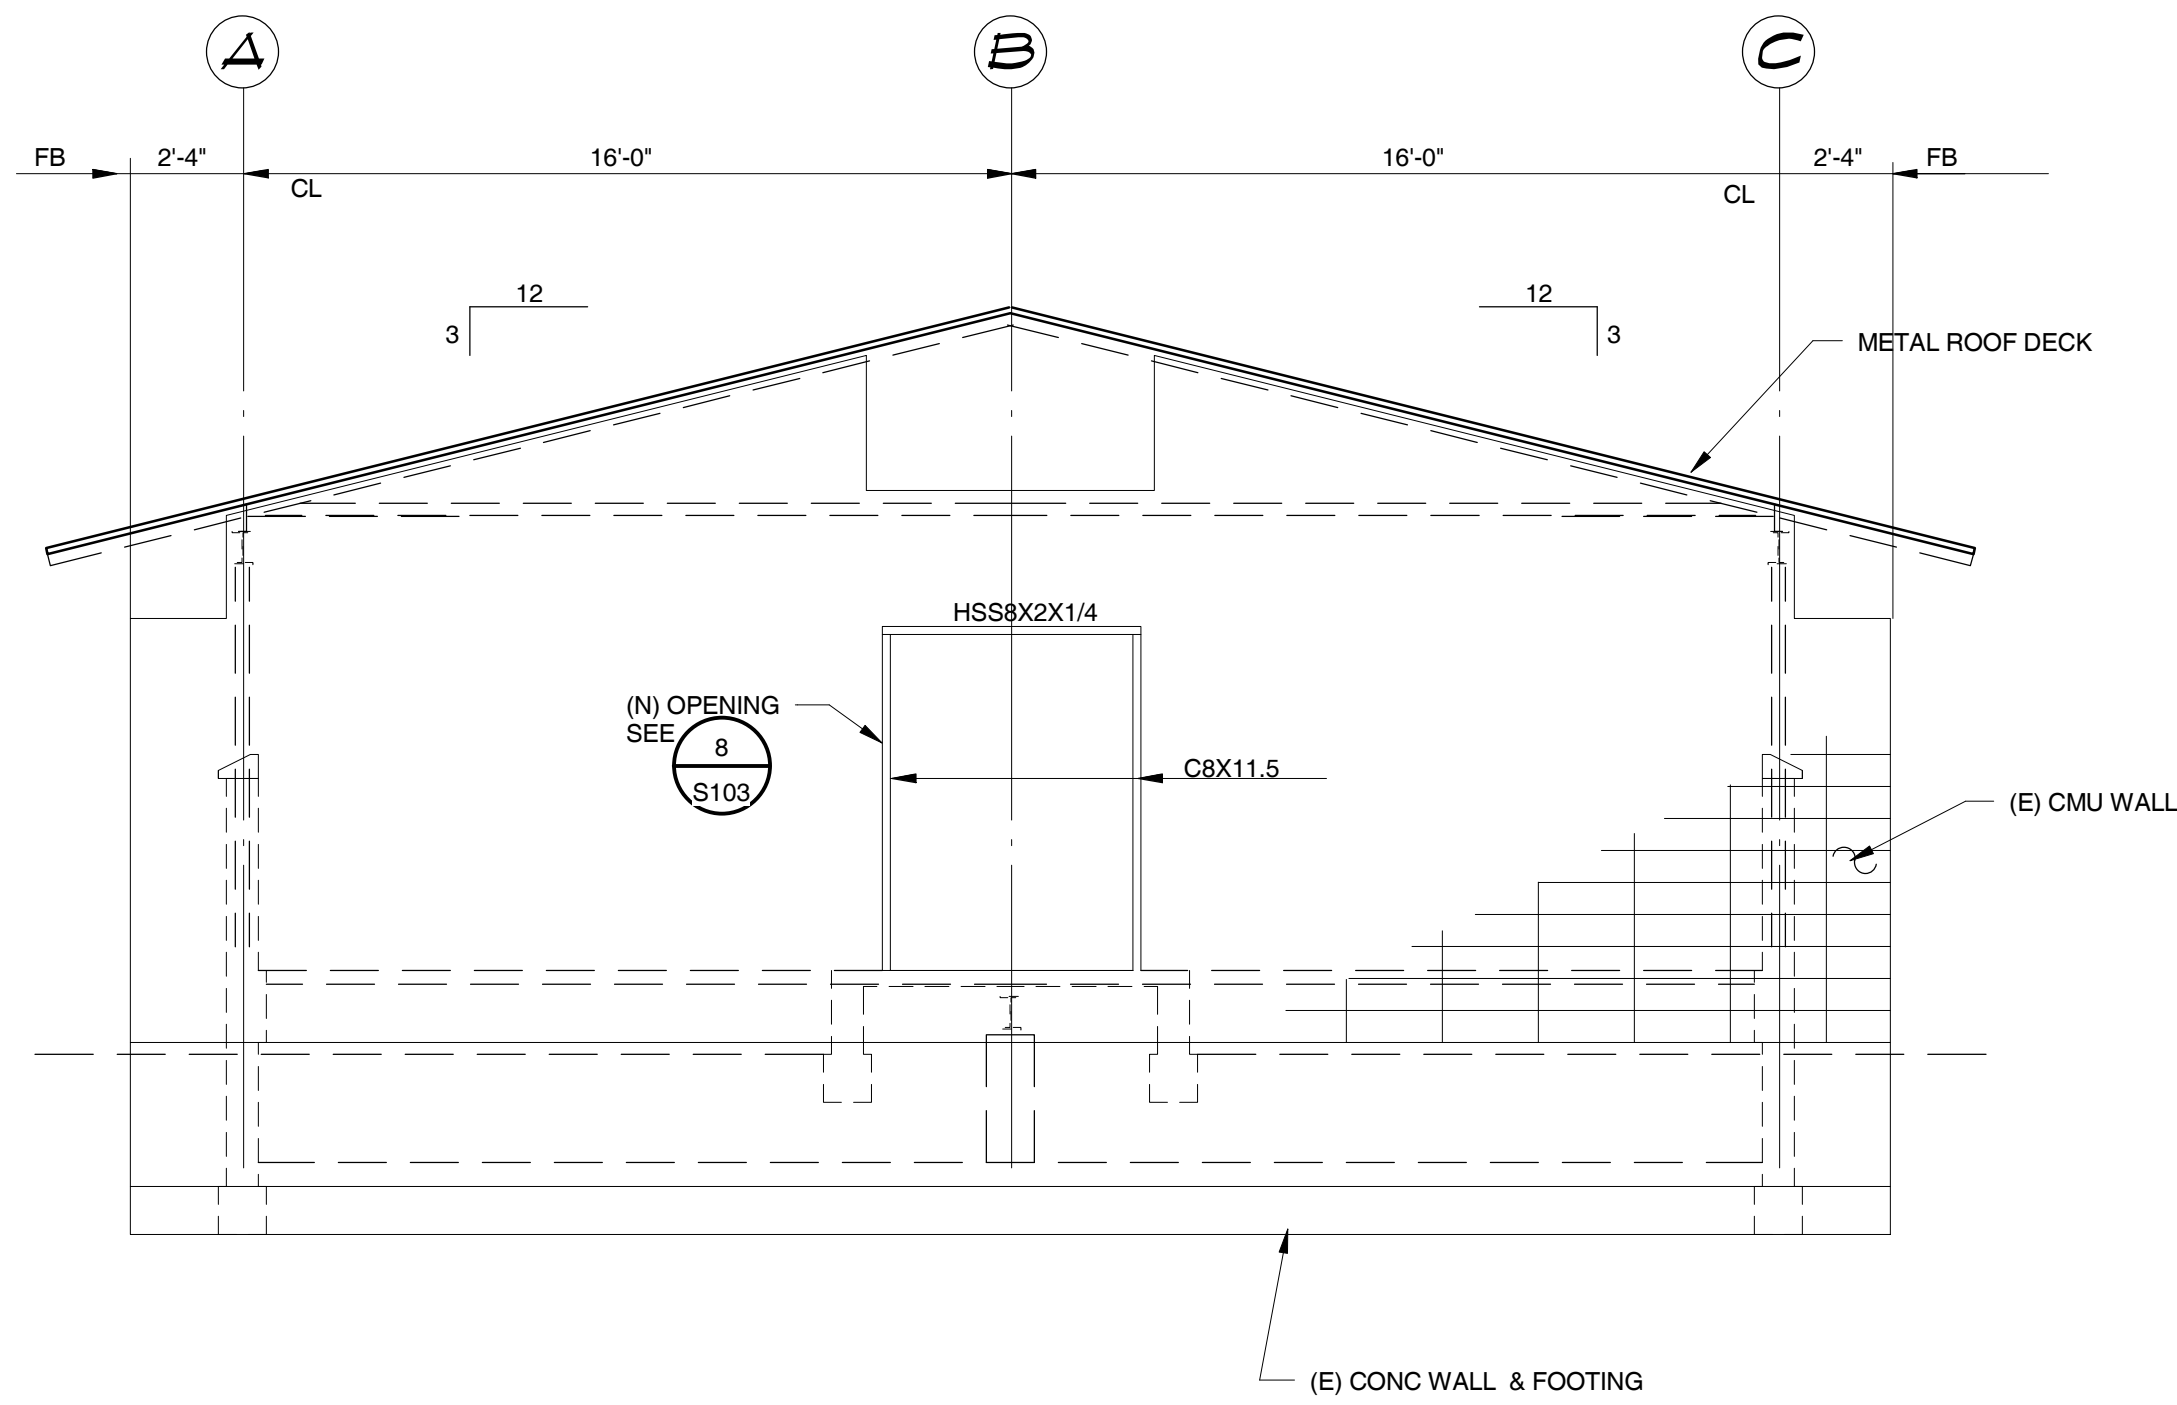 A B C
FB 2'-4" 16'-0" 16'-0" 2'-4" FB
CL CL
12 12
3 3
METAL ROOF DECK
HSS8X2X1/4
(N) OPENING
SEE
8
S103
C8X11.5
(E) CMU WALL
(E) CONC WALL & FOOTING